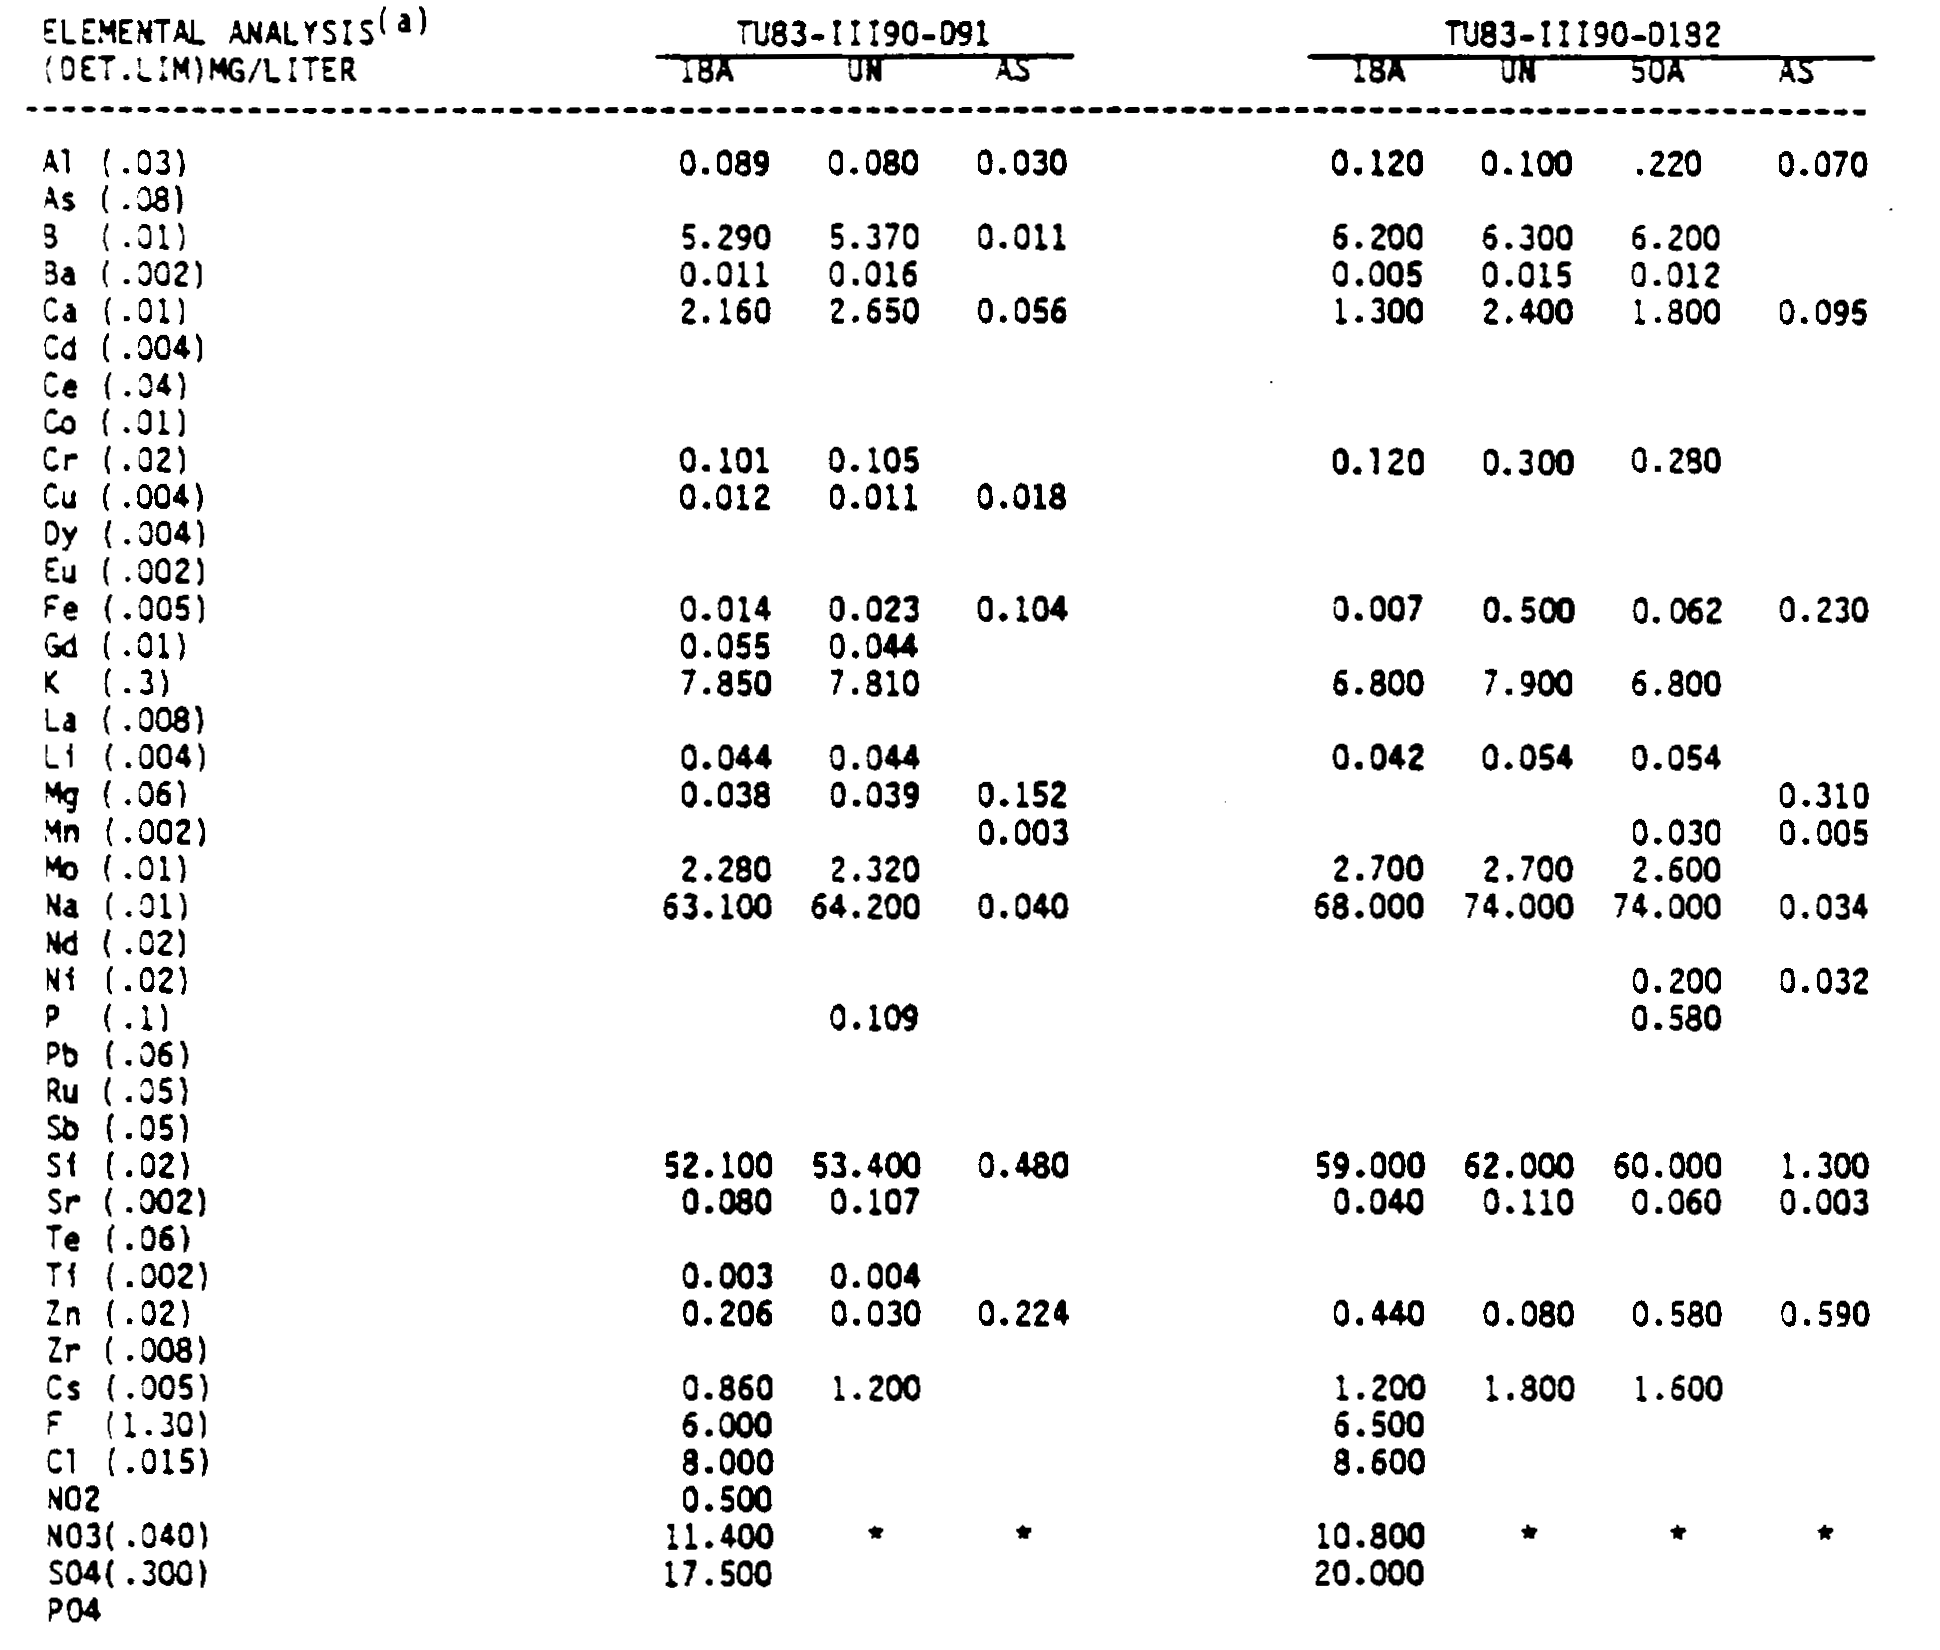 ELEMENTAL ANALYSIS(a) TU83-III90-D91 TU83-III90-D182
(DET.LIM)MG/LITER 18A UN AS 18A UN 50A AS
Al (.03) 0.089 0.080 0.030 0.120 0.100 .220 0.070
As (.08)
B (.01) 5.290 5.370 0.011 6.200 6.300 6.200
Ba (.002) 0.011 0.016 0.005 0.015 0.012
Ca (.01) 2.160 2.650 0.056 1.300 2.400 1.800 0.095
Cd (.004)
Ce (.04)
Co (.01)
Cr (.02) 0.101 0.105 0.120 0.300 0.280
Cu (.004) 0.012 0.011 0.018
Dy (.004)
Eu (.002)
Fe (.005) 0.014 0.023 0.104 0.007 0.500 0.062 0.230
Gd (.01) 0.055 0.044
K (.3) 7.850 7.810 6.800 7.900 6.800
La (.008)
Li (.004) 0.044 0.044 0.042 0.054 0.054
Mg (.06) 0.038 0.039 0.152 0.310
Mn (.002) 0.003 0.030 0.005
Mo (.01) 2.280 2.320 2.700 2.700 2.600
Na (.01) 63.100 64.200 0.040 68.000 74.000 74.000 0.034
Nd (.02)
Ni (.02) 0.200 0.032
P (.1) 0.109 0.580
Pb (.06)
Ru (.05)
Sb (.05)
Si (.02) 52.100 53.400 0.480 59.000 62.000 60.000 1.300
Sr (.002) 0.080 0.107 0.040 0.110 0.060 0.003
Te (.06)
Ti (.002) 0.003 0.004
Zn (.02) 0.206 0.030 0.224 0.440 0.080 0.580 0.590
Zr (.008)
Cs (.005) 0.860 1.200 1.200 1.800 1.600
F (1.30) 6.000 6.500
Cl (.015) 8.000 8.600
NO2 0.500
NO3(.040) 11.400 * * 10.800 * * *
SO4(.300) 17.500 20.000
PO4